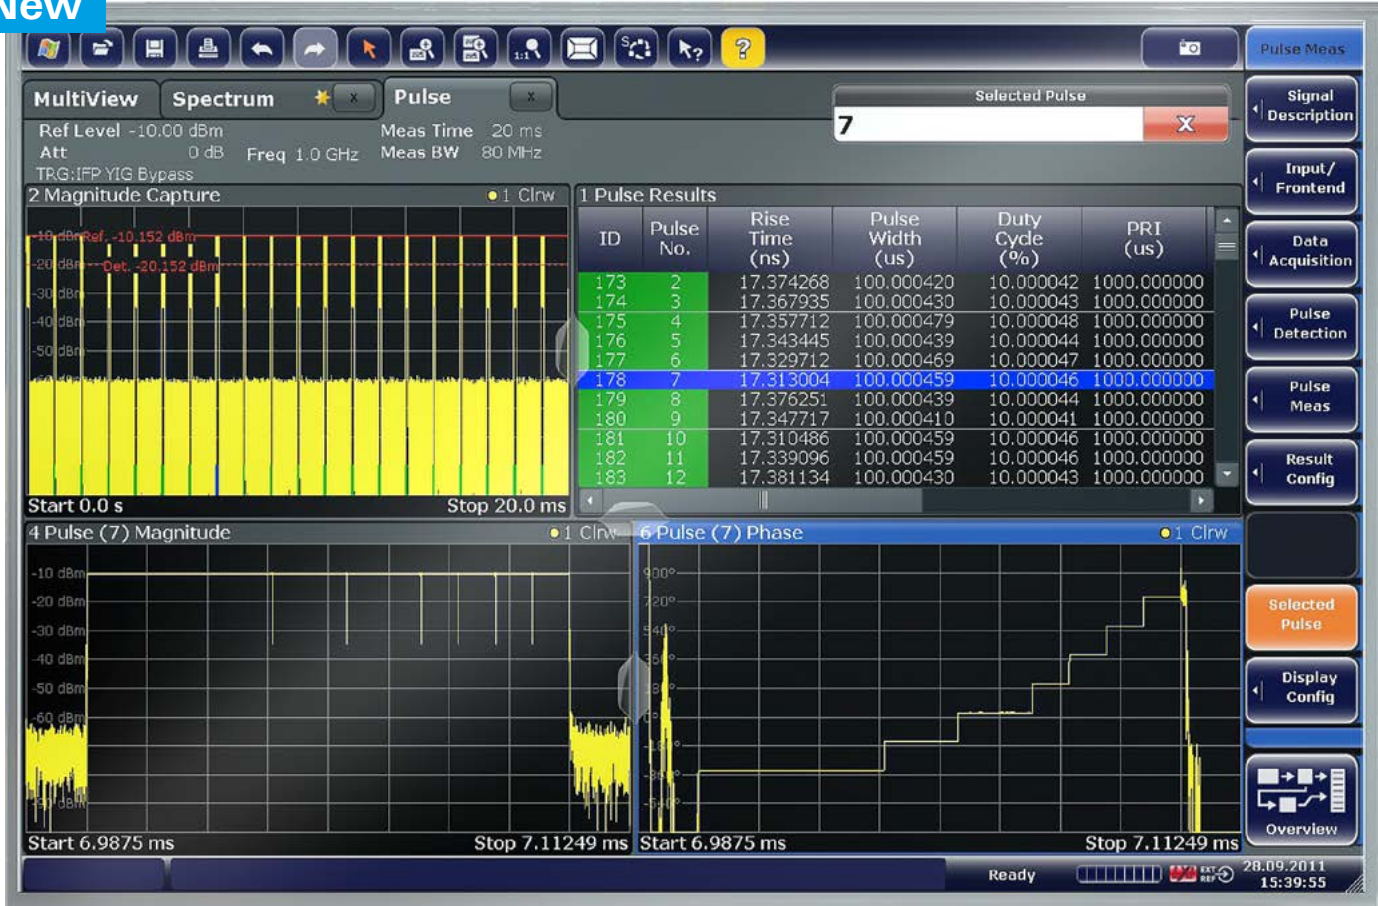 New
Pulse Meas
MultiView
Spectrum
x
Pulse
x
Selected Pulse
7
X
Ref Level -10.00 dBm
Meas Time 20 ms
Att 0 dB Freq 1.0 GHz Meas BW 80 MHz
TRG:IFP YIG Bypass
2 Magnitude Capture
1 Clrw
-10 dBm
Ref. -10.152 dBm
-20 dBm
Det. -20.152 dBm
-30 dBm
-40 dBm
-50 dBm
Start 0.0 s
Stop 20.0 ms
1 Pulse Results
ID Pulse No. Rise Time (ns) Pulse Width (us) Duty Cycle (%) PRI (us)
173 2 17.374268 100.000420 10.000042 1000.000000
174 3 17.367935 100.000430 10.000043 1000.000000
175 4 17.357712 100.000479 10.000048 1000.000000
176 5 17.343445 100.000439 10.000044 1000.000000
177 6 17.329712 100.000469 10.000047 1000.000000
178 7 17.313004 100.000459 10.000046 1000.000000
179 8 17.376251 100.000439 10.000044 1000.000000
180 9 17.347717 100.000410 10.000041 1000.000000
181 10 17.310486 100.000459 10.000046 1000.000000
182 11 17.339096 100.000459 10.000046 1000.000000
183 12 17.381134 100.000430 10.000043 1000.000000
4 Pulse (7) Magnitude
1 Clrw
-10 dBm
-20 dBm
-30 dBm
-40 dBm
-50 dBm
-60 dBm
Start 6.9875 ms
Stop 7.11249 ms
6 Pulse (7) Phase
1 Clrw
900°
720°
540°
360°
Start 6.9875 ms
Stop 7.11249 ms
Signal
Description
Input/
Frontend
Data
Acquisition
Pulse
Detection
Pulse
Meas
Result
Config
Selected
Pulse
Display
Config
Overview
Ready
EXT
REF
28.09.2011
15:39:55